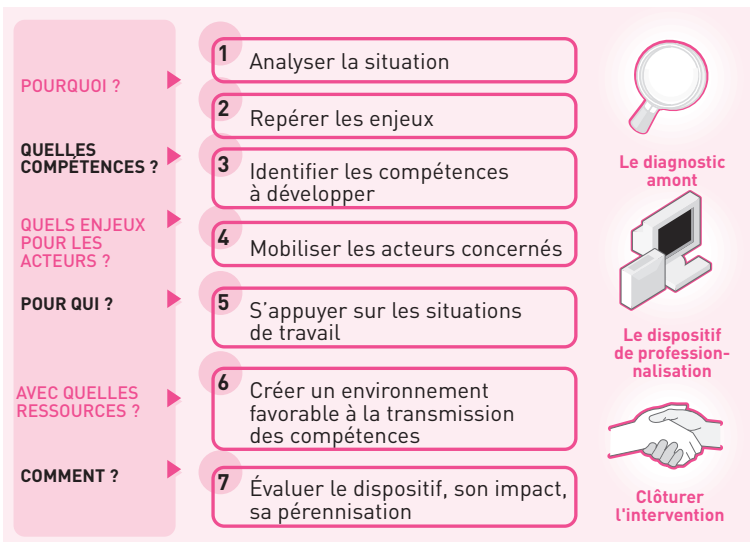 POURQUOI ?
QUELLES
COMPÉTENCES ?
QUELS ENJEUX
POUR LES
ACTEURS ?
POUR QUI ?
AVEC QUELLES
RESSOURCES ?
COMMENT ?
1
Analyser la situation
2
Repérer les enjeux
3
Identifier les compétences
à développer
4
Mobiliser les acteurs concernés
5
S’appuyer sur les situations
de travail
6
Créer un environnement
favorable à la transmission
des compétences
7
Évaluer le dispositif, son impact,
sa pérennisation
Le diagnostic
amont
Le dispositif
de profession-
nalisation
Clôturer
l'intervention